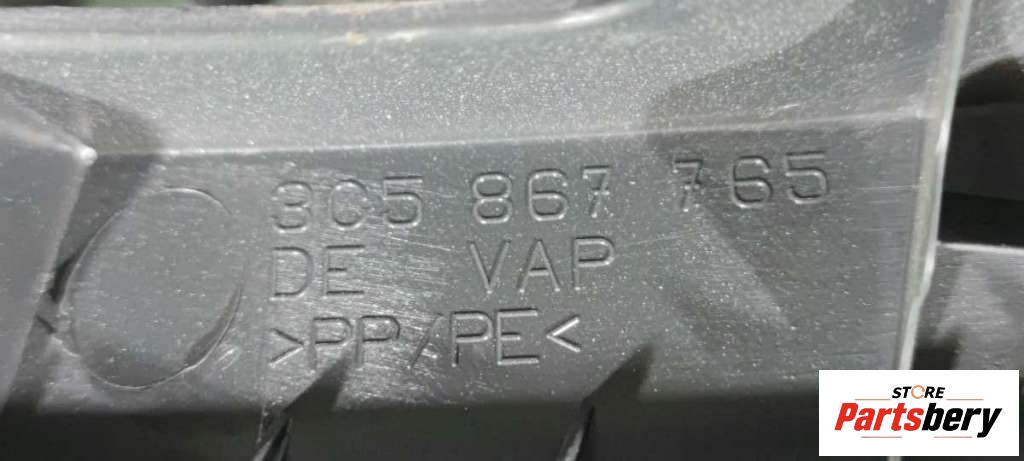 3C5 867 765
DE VAP
>PP/PE<
STORE
Partsbery